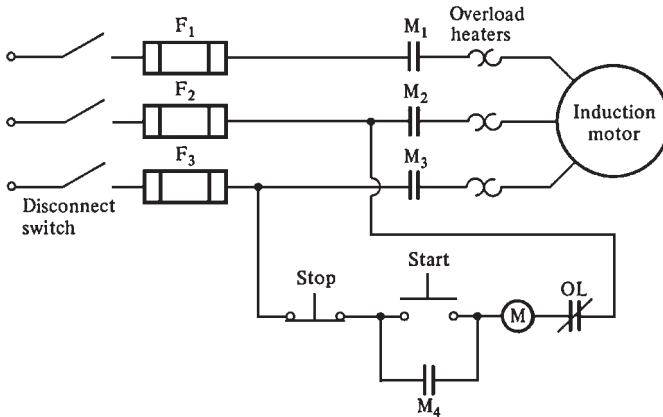 Overload
heaters
F1
M1
F2
M2
Induction
motor
F3
M3
Disconnect
switch
Stop
Start
OL
M
M4